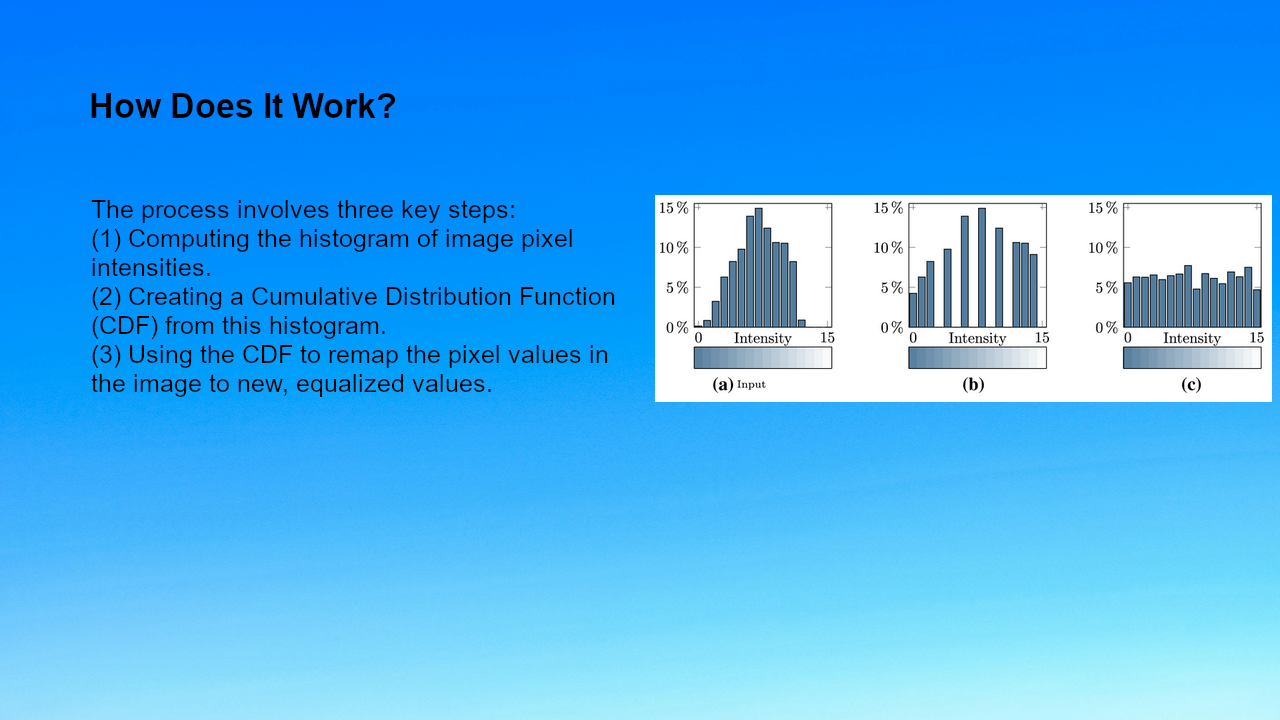 How Does It Work?
The process involves three key steps:
(1) Computing the histogram of image pixel
intensities.
(2) Creating a Cumulative Distribution Function
(CDF) from this histogram.
(3) Using the CDF to remap the pixel values in
the image to new, equalized values.
15 %
10 %
5 %
0 %
0 Intensity 15
(a) Input
15 %
10 %
5 %
0 %
0 Intensity 15
(b)
15 %
10 %
5 %
0 %
0 Intensity 15
(c)